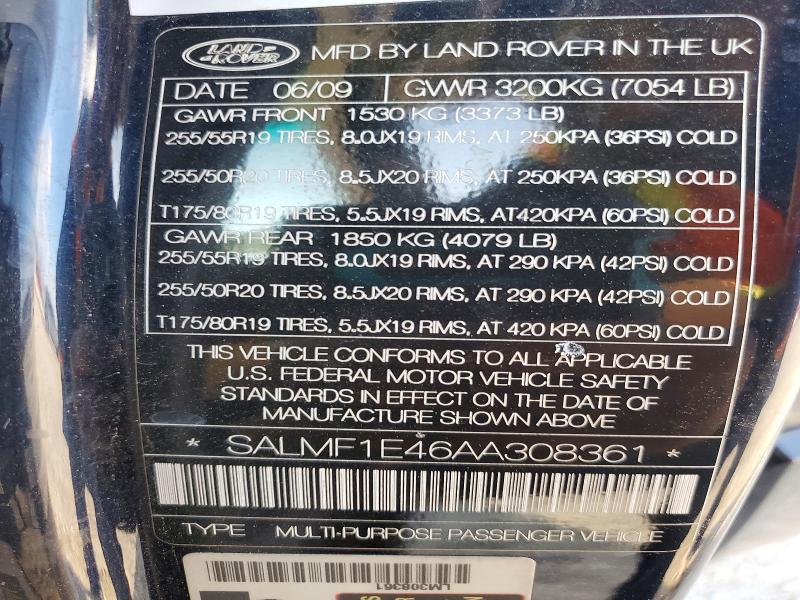 LAND ROVER MFD BY LAND ROVER IN THE UK
DATE 06/09 GVWR 3200KG (7054 LB)
GAWR FRONT 1530 KG (3373 LB)
255/55R19 TIRES, 8.0JX19 RIMS, AT 250KPA (36PSI) COLD
255/50R20 TIRES, 8.5JX20 RIMS, AT 250KPA (36PSI) COLD
T175/80R19 TIRES, 5.5JX19 RIMS, AT 420KPA (60PSI) COLD
GAWR REAR 1850 KG (4079 LB)
255/55R19 TIRES, 8.0JX19 RIMS, AT 290 KPA (42PSI) COLD
255/50R20 TIRES, 8.5JX20 RIMS, AT 290 KPA (42PSI) COLD
T175/80R19 TIRES, 5.5JX19 RIMS, AT 420 KPA (60PSI) COLD
THIS VEHICLE CONFORMS TO ALL APPLICABLE
U.S. FEDERAL MOTOR VEHICLE SAFETY
STANDARDS IN EFFECT ON THE DATE OF
MANUFACTURE SHOWN ABOVE
* SALMF1E46AA308361 *
TYPE MULTI-PURPOSE PASSENGER VEHICLE
LM308361